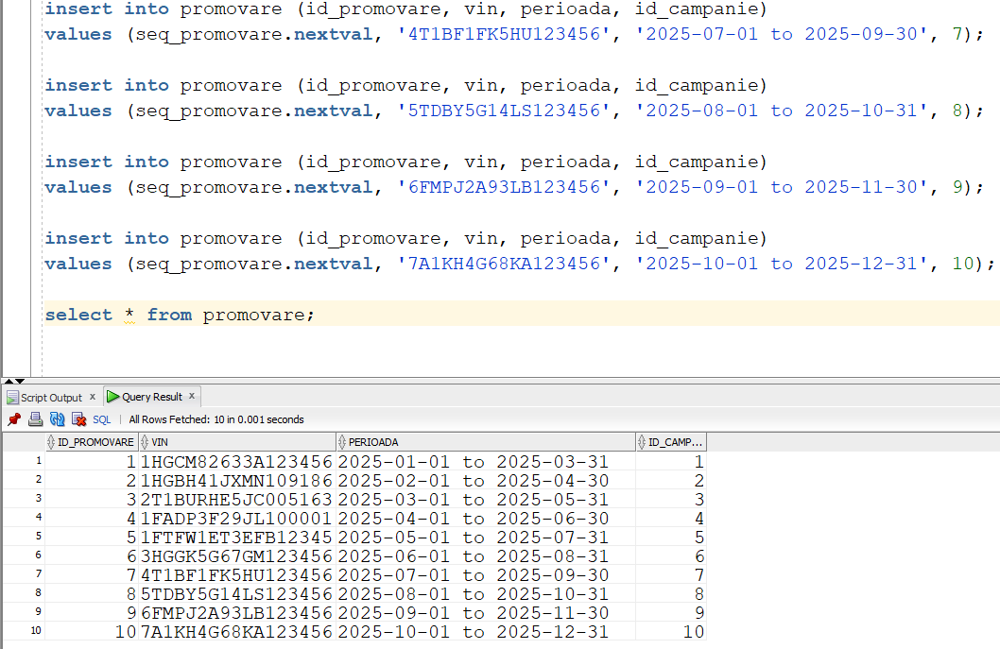 insert into promovare (id_promovare, vin, perioada, id_campanie)
values (seq_promovare.nextval, '4T1BF1FK5HU123456', '2025-07-01 to 2025-09-30', 7);
insert into promovare (id_promovare, vin, perioada, id_campanie)
values (seq_promovare.nextval, '5TDBY5G14LS123456', '2025-08-01 to 2025-10-31', 8);
insert into promovare (id_promovare, vin, perioada, id_campanie)
values (seq_promovare.nextval, '6FMPJ2A93LB123456', '2025-09-01 to 2025-11-30', 9);
insert into promovare (id_promovare, vin, perioada, id_campanie)
values (seq_promovare.nextval, '7A1KH4G68KA123456', '2025-10-01 to 2025-12-31', 10);
select * from promovare;
Script Output x Query Result x
SQL | All Rows Fetched: 10 in 0.001 seconds
ID_PROMOVARE VIN PERIOADA ID_CAMP...
1 1 1HGCM82633A123456 2025-01-01 to 2025-03-31 1
2 2 1HGBH41JXMN109186 2025-02-01 to 2025-04-30 2
3 3 2T1BURHE5JC005163 2025-03-01 to 2025-05-31 3
4 4 1FADP3F29JL100001 2025-04-01 to 2025-06-30 4
5 5 1FTFW1ET3EFB12345 2025-05-01 to 2025-07-31 5
6 6 3HGGK5G67GM123456 2025-06-01 to 2025-08-31 6
7 7 4T1BF1FK5HU123456 2025-07-01 to 2025-09-30 7
8 8 5TDBY5G14LS123456 2025-08-01 to 2025-10-31 8
9 9 6FMPJ2A93LB123456 2025-09-01 to 2025-11-30 9
10 10 7A1KH4G68KA123456 2025-10-01 to 2025-12-31 10